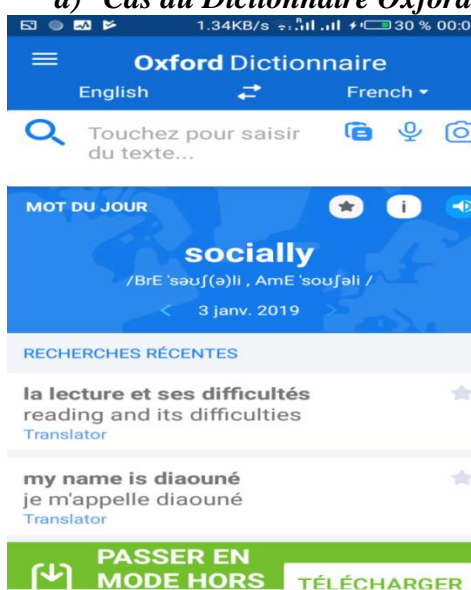 a) Cas du Dictionnaire Oxford
1.34KB/s 30 % 00:0
Oxford Dictionnaire
English French
Touchez pour saisir
du texte...
MOT DU JOUR
socially
/BrE ˈsəʊʃ(ə)li , AmE ˈsoʊʃəli /
< 3 janv. 2019 >
RECHERCHES RÉCENTES
la lecture et ses difficultés
reading and its difficulties
Translator
my name is diaouné
je m'appelle diaouné
Translator
PASSER EN
MODE HORS
TÉLÉCHARGER